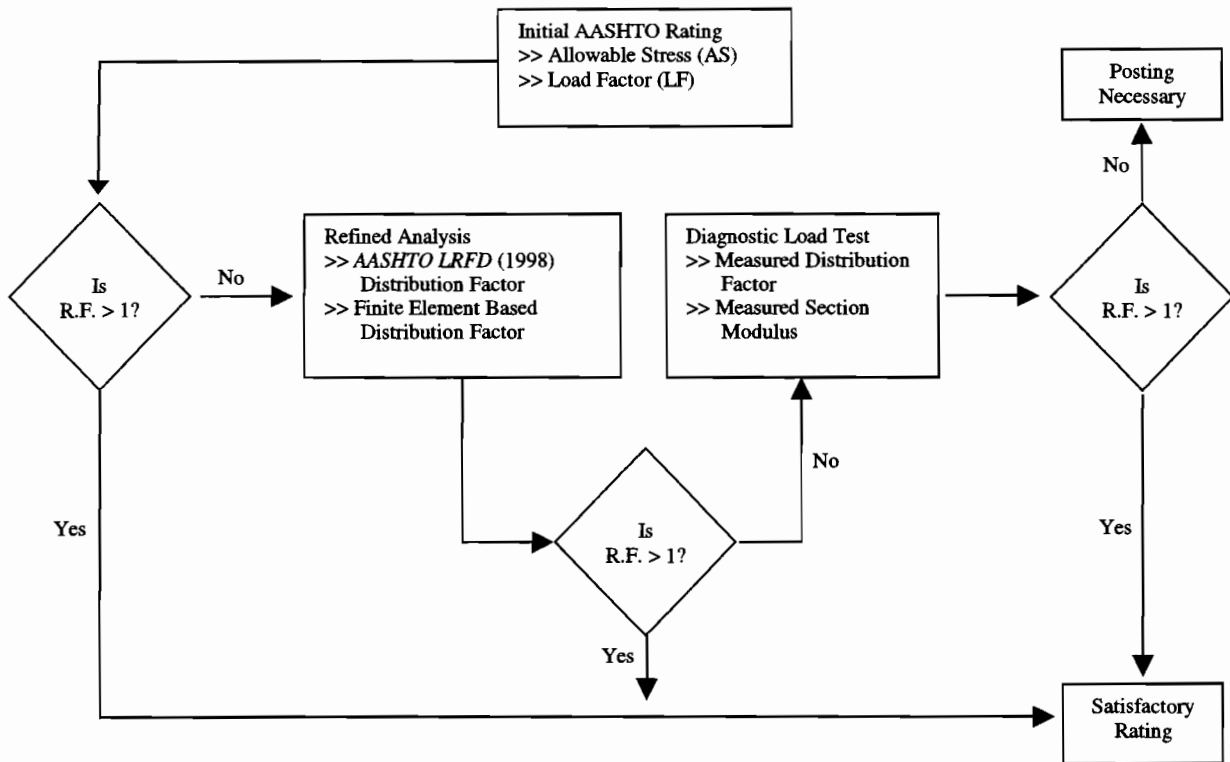 Initial AASHTO Rating
>> Allowable Stress (AS)
>> Load Factor (LF)
Posting
Necessary
No
Is
R.F. > 1?
No
Refined Analysis
>> AASHTO LRFD (1998)
Distribution Factor
>> Finite Element Based
Distribution Factor
Diagnostic Load Test
>> Measured Distribution
Factor
>> Measured Section
Modulus
Is
R.F. > 1?
No
Yes
Is
R.F. > 1?
Yes
Yes
Satisfactory
Rating